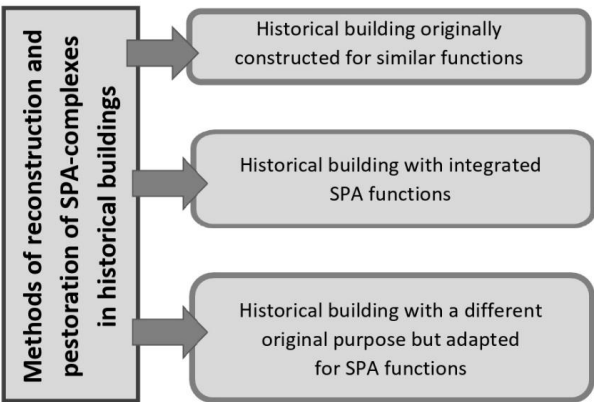 Methods of reconstruction and
pestoration of SPA-complexes
in historical buildings
Historical building originally
constructed for similar functions
Historical building with integrated
SPA functions
Historical building with a different
original purpose but adapted
for SPA functions